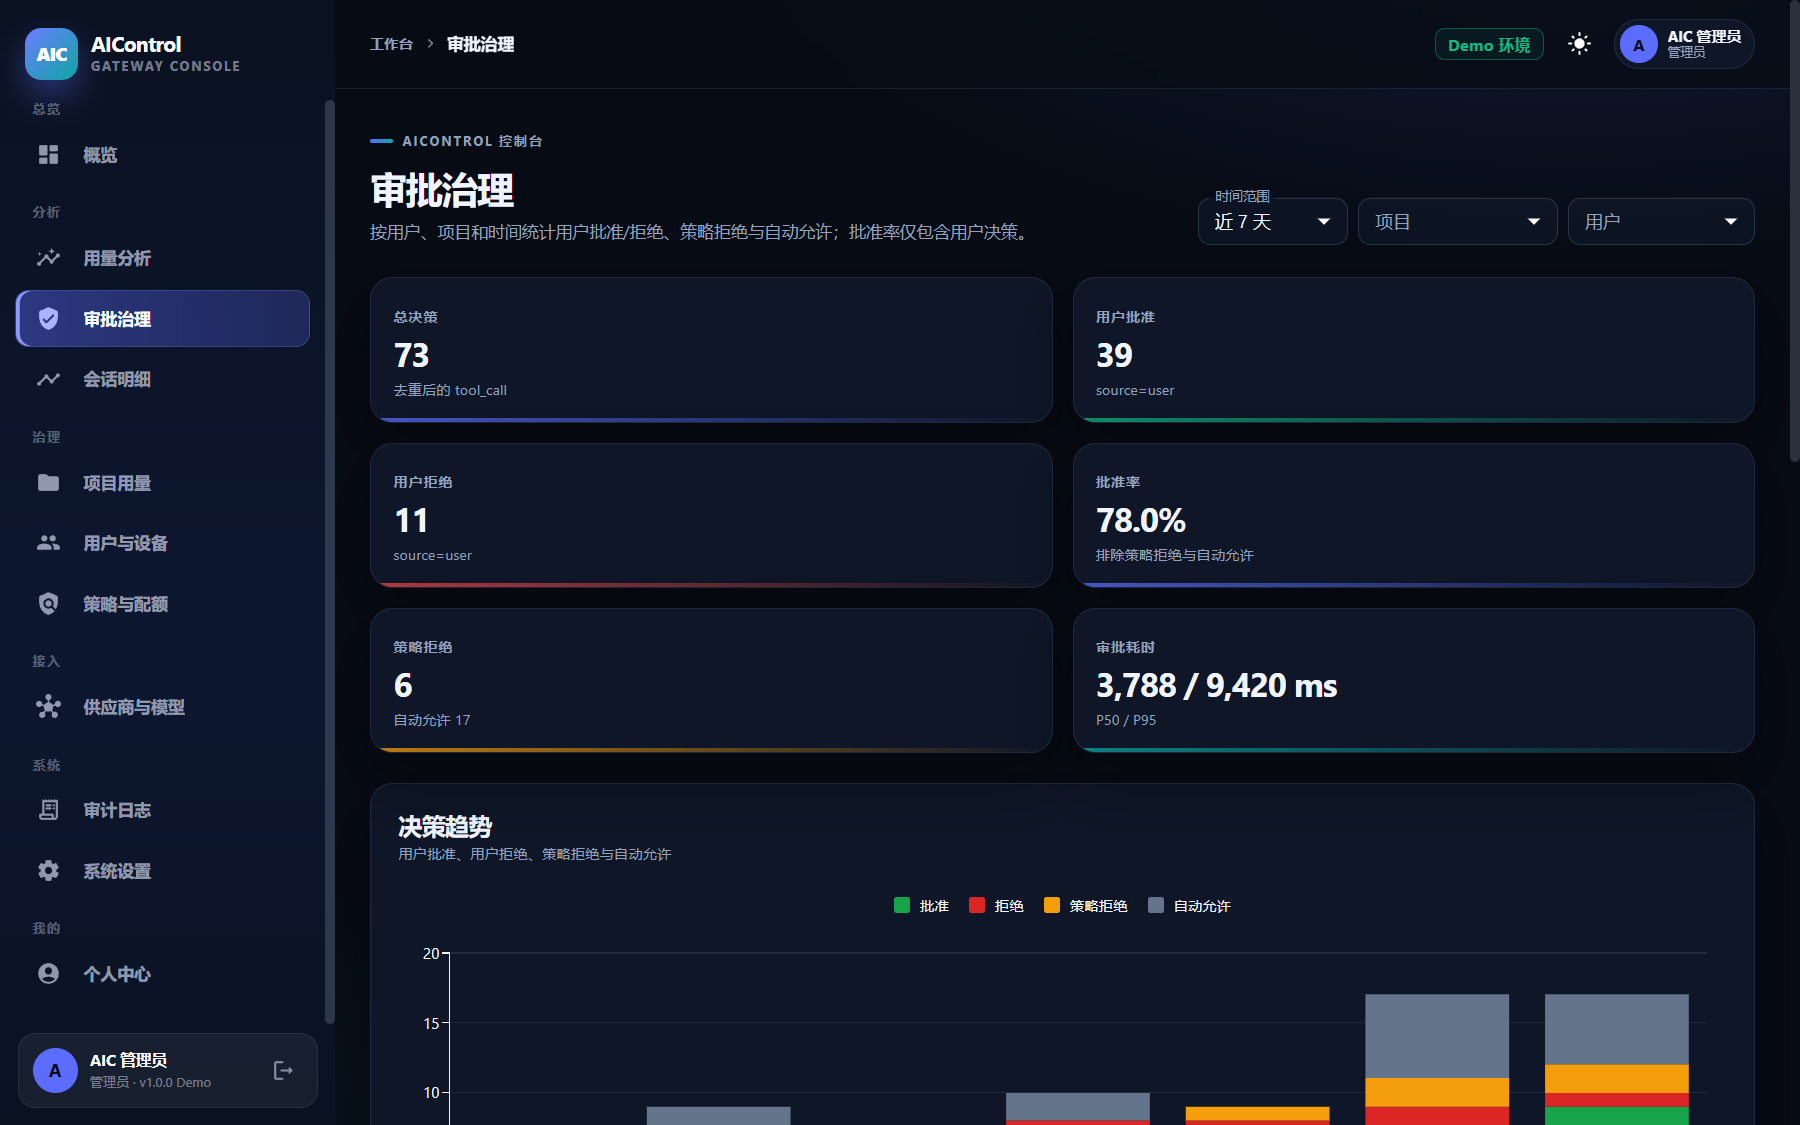 AIC
AIControl
GATEWAY CONSOLE
总览
概览
分析
用量分析
审批治理
会话明细
治理
项目用量
用户与设备
策略与配额
接入
供应商与模型
系统
审计日志
系统设置
我的
个人中心
A
AIC 管理员
管理员 · v1.0.0 Demo
工作台 › 审批治理
Demo 环境
A
AIC 管理员
管理员
AICONTROL 控制台
审批治理
按用户、项目和时间统计用户批准/拒绝、策略拒绝与自动允许；批准率仅包含用户决策。
时间范围
近 7 天
项目
用户
总决策
73
去重后的 tool_call
用户批准
39
source=user
用户拒绝
11
source=user
批准率
78.0%
排除策略拒绝与自动允许
策略拒绝
6
自动允许 17
审批耗时
3,788 / 9,420 ms
P50 / P95
决策趋势
用户批准、用户拒绝、策略拒绝与自动允许
批准 拒绝 策略拒绝 自动允许
20
15
10